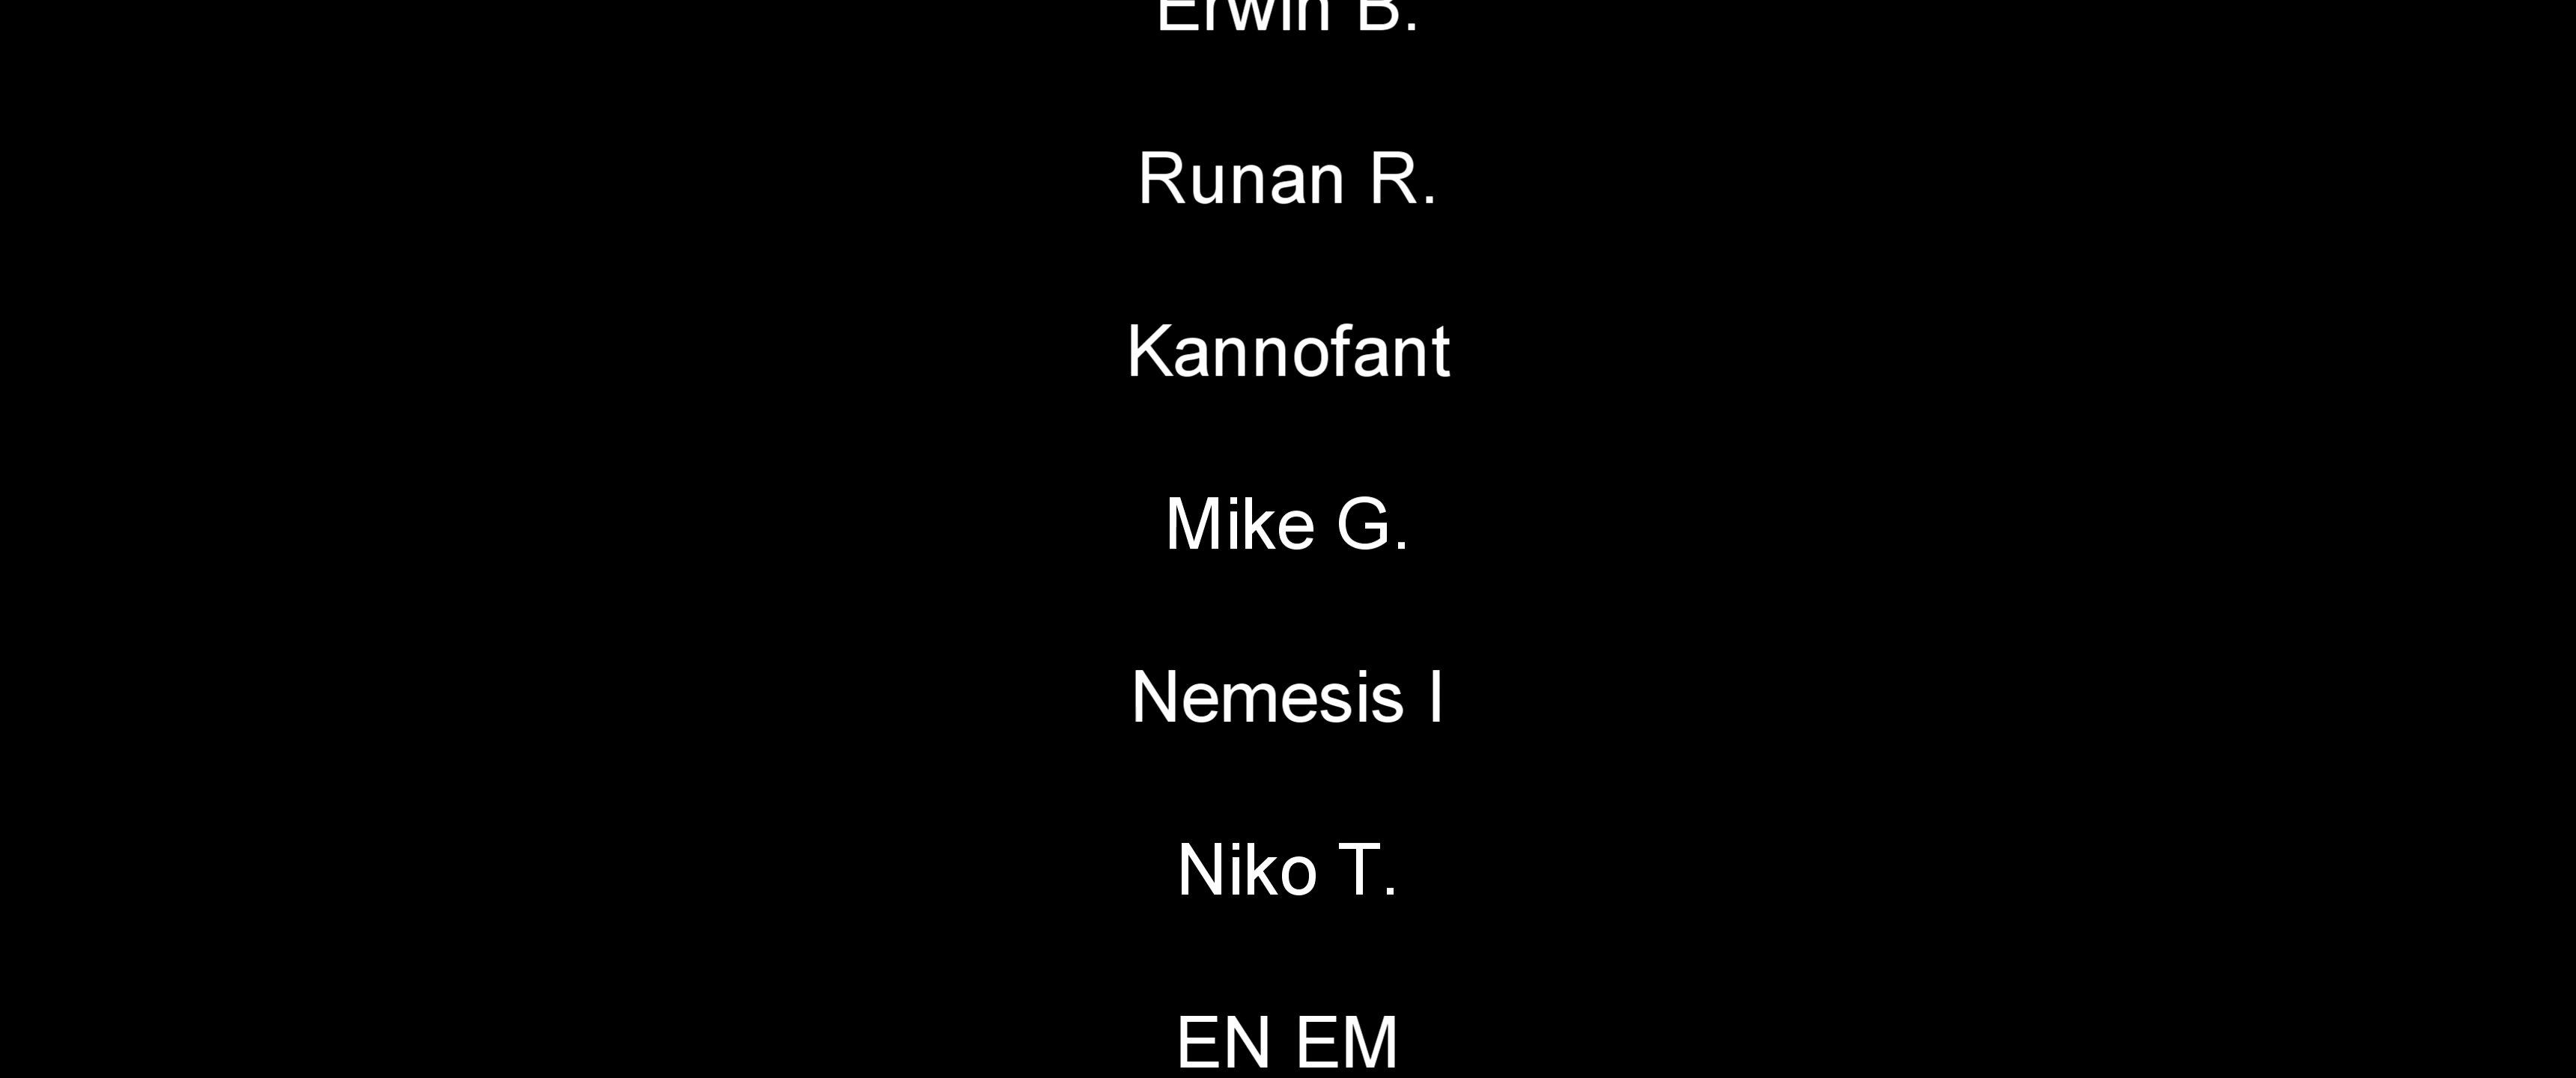 Erwin B.
Runan R.
Kannofant
Mike G.
Nemesis I
Niko T.
EN EM